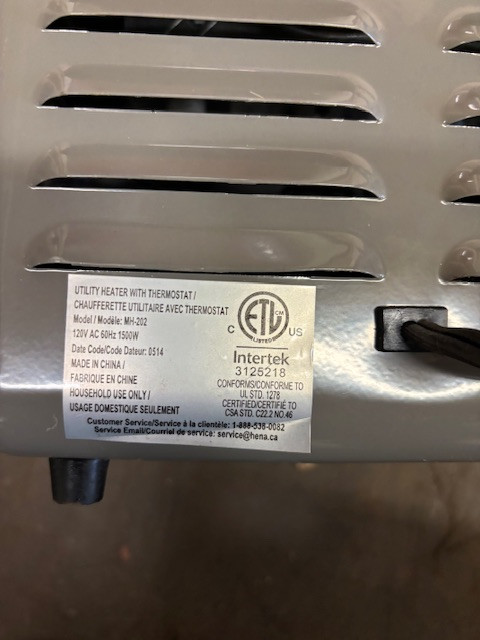 UTILITY HEATER WITH THERMOSTAT /
CHAUFFERETTE UTILITAIRE AVEC THERMOSTAT
Model / Modèle: MH-202
120V AC 60Hz 1500W
Date Code/Code Dateur: 0514
MADE IN CHINA /
FABRIQUE EN CHINE
HOUSEHOLD USE ONLY /
USAGE DOMESTIQUE SEULEMENT
ETL CM
LISTED
C US
Intertek
3125218
CONFORMS/CONFORME TO
UL STD. 1278
CERTIFIED/CERTIFIÉ TO
CSA STD. C22.2 NO.46
Customer Service/Service à la clientèle: 1-888-538-0082
Service Email/Courriel de service: service@hena.ca